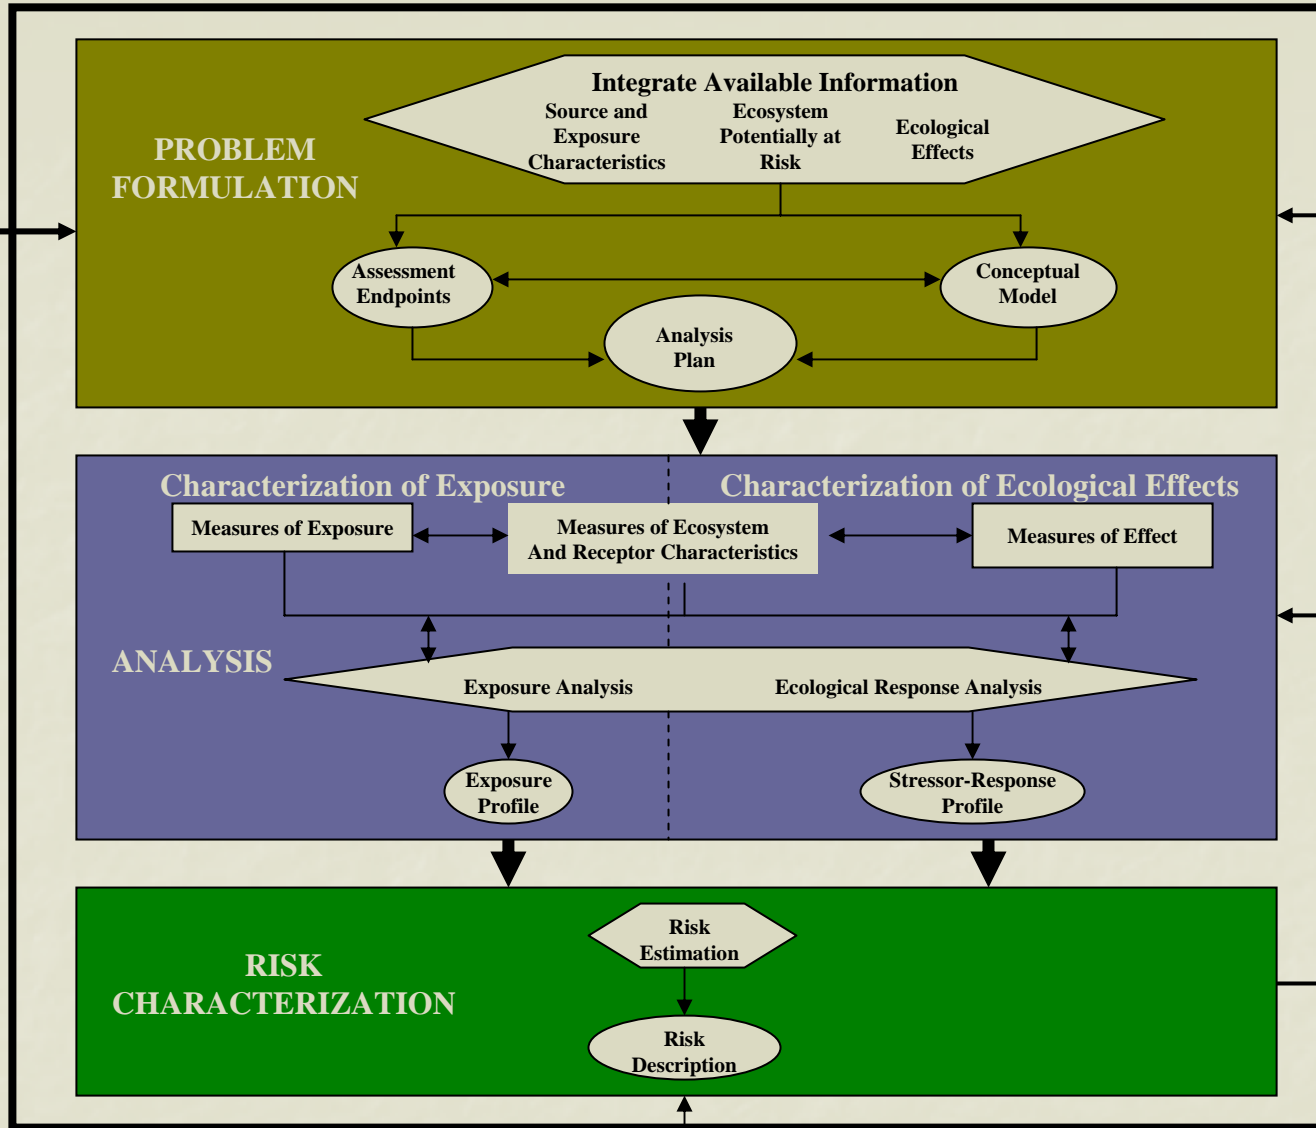 Integrate Available Information
Source and
Exposure
Characteristics
Ecosystem
Potentially at
Risk
Ecological
Effects
PROBLEM
FORMULATION
Assessment
Endpoints
Conceptual
Model
Analysis
Plan
Characterization of Exposure
Characterization of Ecological Effects
Measures of Exposure
Measures of Ecosystem
And Receptor Characteristics
Measures of Effect
ANALYSIS
Exposure Analysis
Ecological Response Analysis
Exposure
Profile
Stressor-Response
Profile
Risk
Estimation
RISK
CHARACTERIZATION
Risk
Description